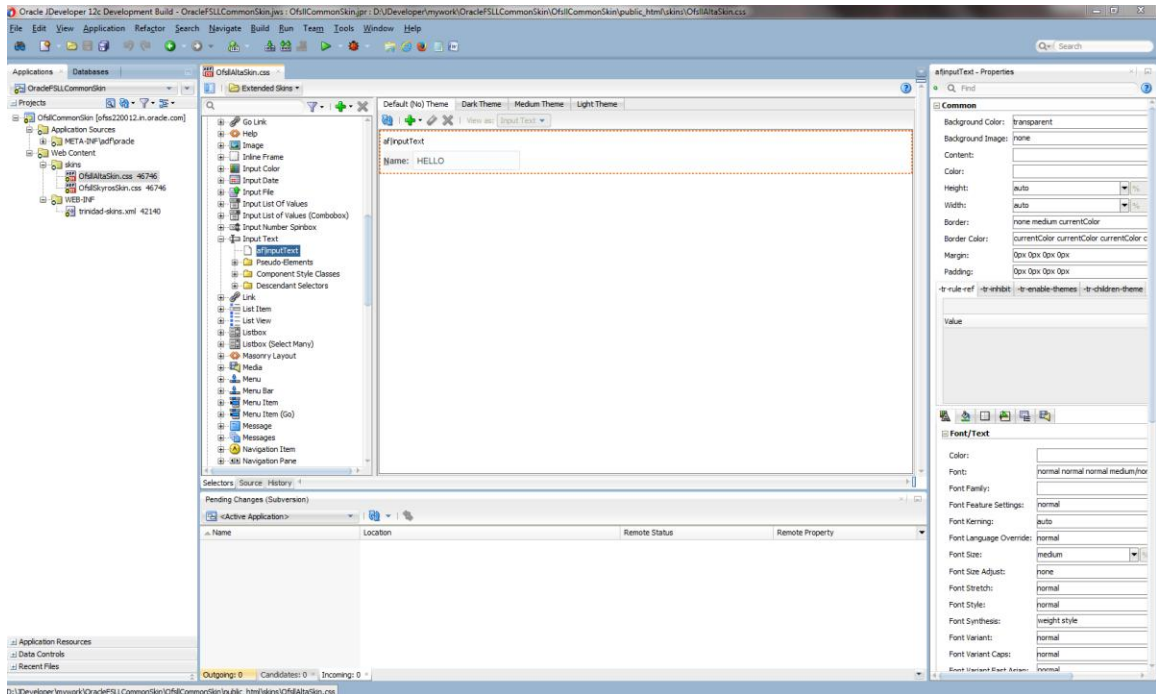 Oracle JDeveloper 12c Development Build - OracleFSLLCommonSkin.jws : OfsllCommonSkin.jpr : D:\JDeveloper\mywork\OracleFSLLCommonSkin\OfsllCommonSkin\public_html\skins\OfsllAltaSkin.css
File Edit View Application Refactor Search Navigate Build Run Team Tools Window Help
Search
Applications Databases
OracleFSLLCommonSkin
Projects
OfsllCommonSkin [ofss220012.in.oracle.com]
Application Sources
META-INF\adf\oracle
Web Content
skins
OfsllAltaSkin.css 46746
OfsllSkyrosSkin.css 46746
WEB-INF
trinidad-skins.xml 42140
Application Resources
Data Controls
Recent Files
OfsllAltaSkin.css
Extended Skins
Go Link
Help
Image
Inline Frame
Input Color
Input Date
Input File
Input List Of Values
Input List of Values (Combobox)
Input Number Spinbox
Input Text
af|inputText
Pseudo-Elements
Component Style Classes
Descendant Selectors
Link
List Item
List View
Listbox
Listbox (Select Many)
Masonry Layout
Media
Menu
Menu Bar
Menu Item
Menu Item (Go)
Message
Messages
Navigation Item
Navigation Pane
Selectors Source History
Default (No) Theme Dark Theme Medium Theme Light Theme
View as: Input Text
af|inputText
Name: HELLO
Pending Changes (Subversion)
<Active Application>
Name Location Remote Status Remote Property
Outgoing: 0 Candidates: 0 Incoming: 0
af|inputText - Properties
Find
Common
Background Color: transparent
Background Image: none
Content:
Color:
Height: auto %
Width: auto %
Border: none medium currentColor
Border Color: currentColor currentColor currentColor c
Margin: 0px 0px 0px 0px
Padding: 0px 0px 0px 0px
-tr-rule-ref -tr-inhibit -tr-enable-themes -tr-children-theme
Value
Font/Text
Color:
Font: normal normal normal medium/nor
Font Family:
Font Feature Settings: normal
Font Kerning: auto
Font Language Override: normal
Font Size: medium
Font Size Adjust: none
Font Stretch: normal
Font Style: normal
Font Synthesis: weight style
Font Variant: normal
Font Variant Caps: normal
Font Variant East Asian: normal
D:\JDeveloper\mywork\OracleFSLLCommonSkin\OfsllCommonSkin\public_html\skins\OfsllAltaSkin.css